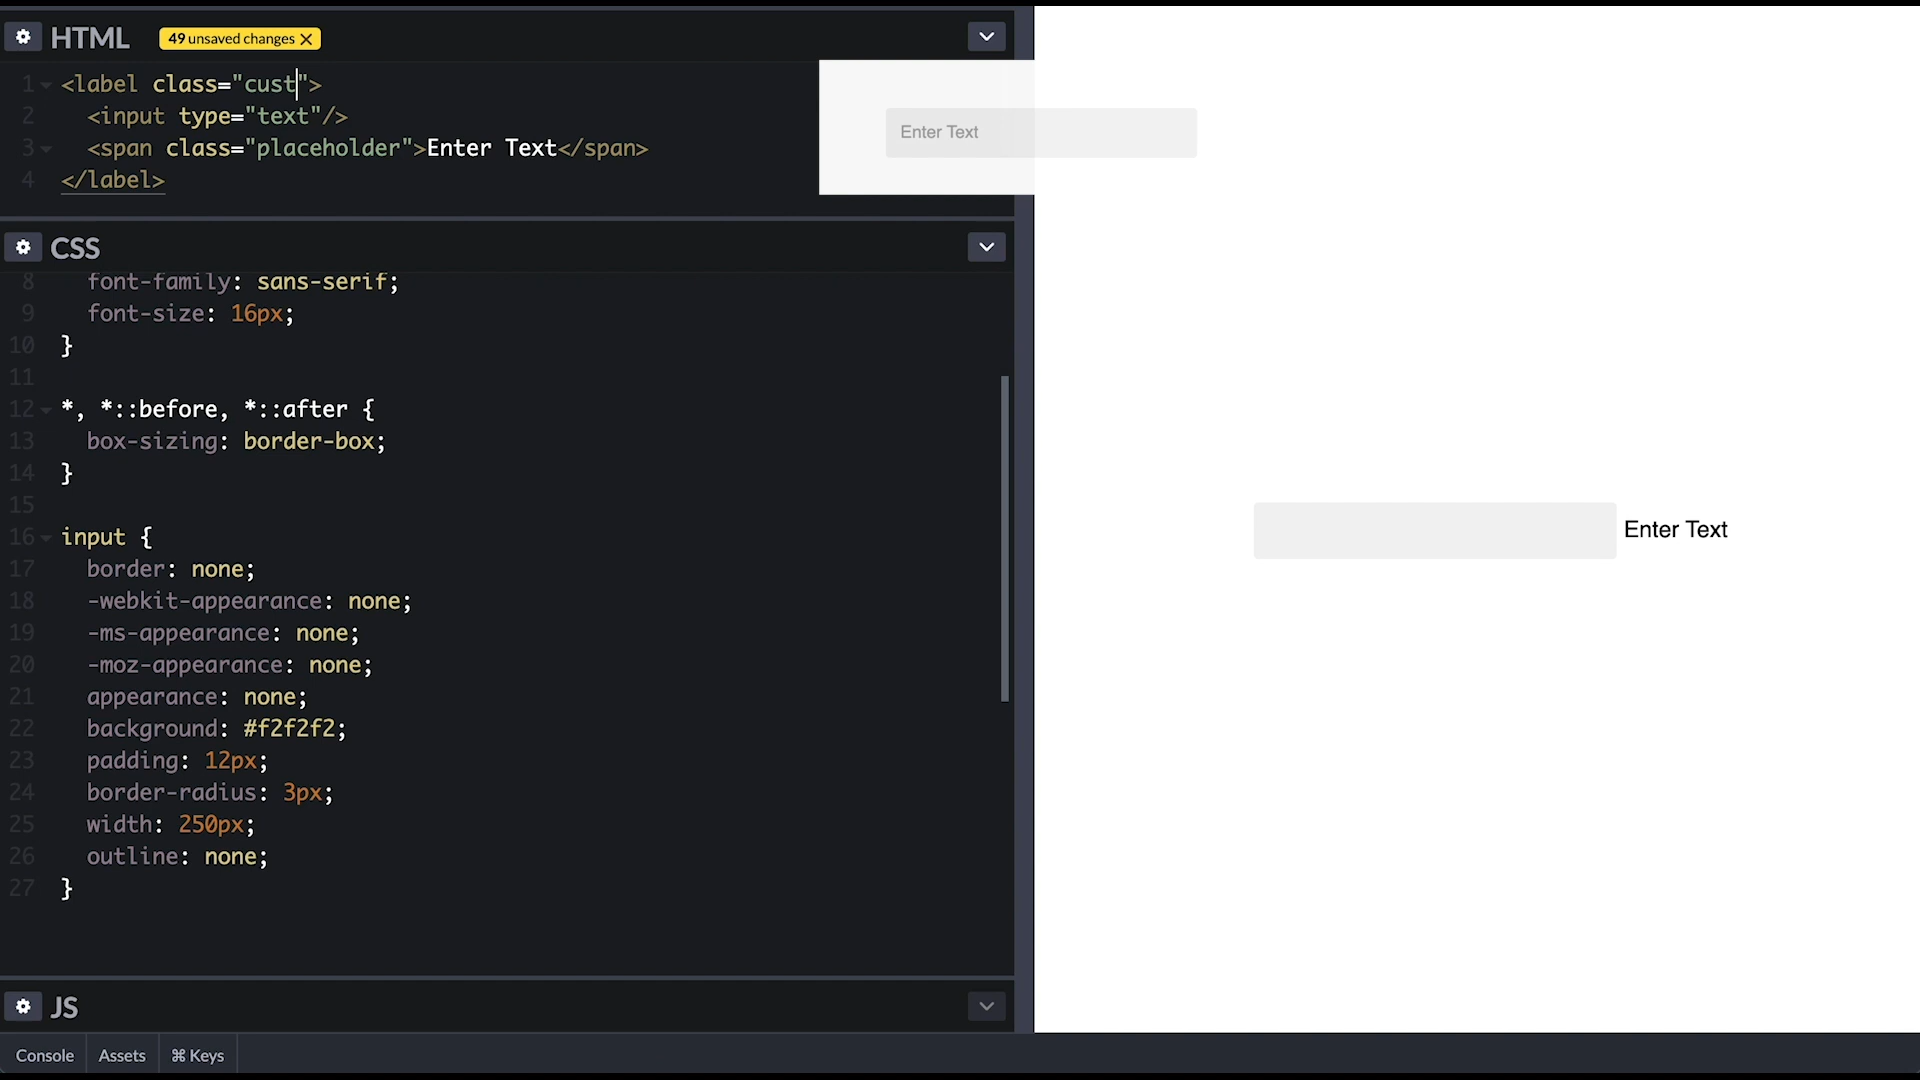 HTML 49 unsaved changes
1 <label class="cust">
2 <input type="text"/>
3 <span class="placeholder">Enter Text</span>
4 </label>
Enter Text
CSS
8 font-family: sans-serif;
9 font-size: 16px;
10 }
11
12 *, *::before, *::after {
13 box-sizing: border-box;
14 }
15
16 input {
17 border: none;
18 -webkit-appearance: none;
19 -ms-appearance: none;
20 -moz-appearance: none;
21 appearance: none;
22 background: #f2f2f2;
23 padding: 12px;
24 border-radius: 3px;
25 width: 250px;
26 outline: none;
27 }
Enter Text
JS
Console Assets ⌘ Keys